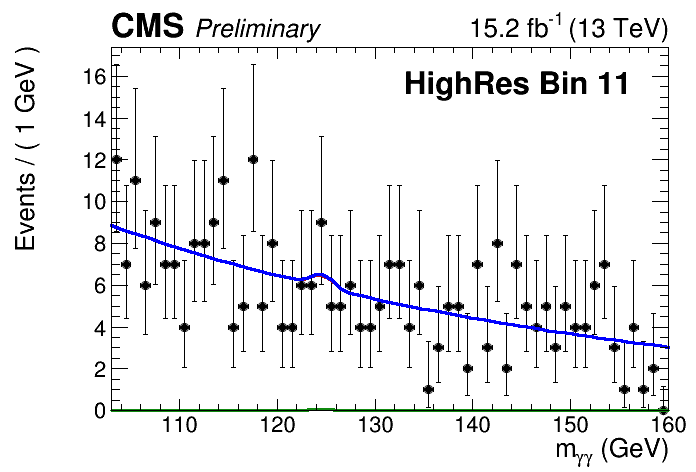 CMS Preliminary 15.2 fb⁻¹ (13 TeV)
HighRes Bin 11
Events / ( 1 GeV )
16
14
12
10
8
6
4
2
0
110 120 130 140 150 160
mγγ (GeV)